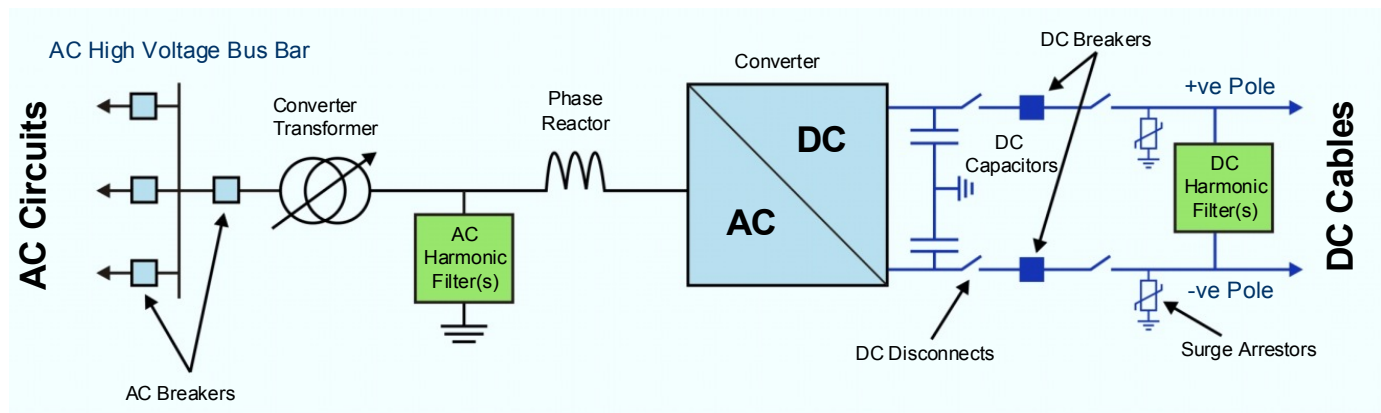 AC High Voltage Bus Bar
AC Circuits
Converter
Transformer
Phase
Reactor
AC
Harmonic
Filter(s)
AC Breakers
Converter
DC
AC
DC Breakers
DC
Capacitors
DC Disconnects
+ve Pole
DC
Harmonic
Filter(s)
-ve Pole
Surge Arrestors
DC Cables